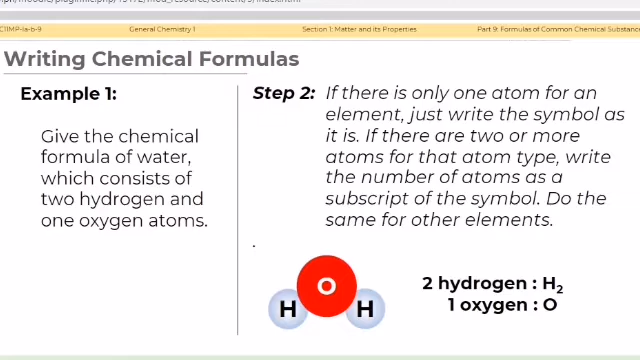 General Chemistry 1
Section 1: Matter and its Properties
Part 9: Formulas of Common Chemical Substance
Writing Chemical Formulas
Example 1:
Give the chemical
formula of water,
which consists of
two hydrogen and
one oxygen atoms.
Step 2: If there is only one atom for an
element, just write the symbol as
it is. If there are two or more
atoms for that atom type, write
the number of atoms as a
subscript of the symbol. Do the
same for other elements.
O
H H
2 hydrogen : H₂
1 oxygen : O